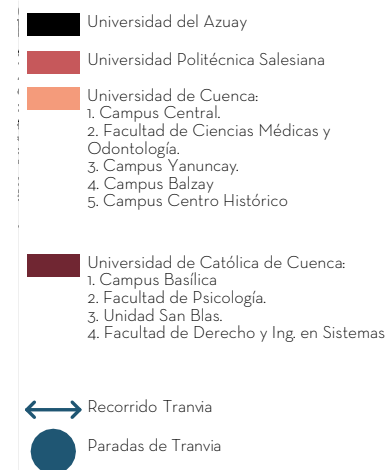 Universidad del Azuay
Universidad Politécnica Salesiana
Universidad de Cuenca:
1. Campus Central.
2. Facultad de Ciencias Médicas y
Odontología.
3. Campus Yanuncay.
4. Campus Balzay
5. Campus Centro Histórico
Universidad de Católica de Cuenca:
1. Campus Basílica
2. Facultad de Psicología.
3. Unidad San Blas.
4. Facultad de Derecho y Ing. en Sistemas
Recorrido Tranvia
Paradas de Tranvia